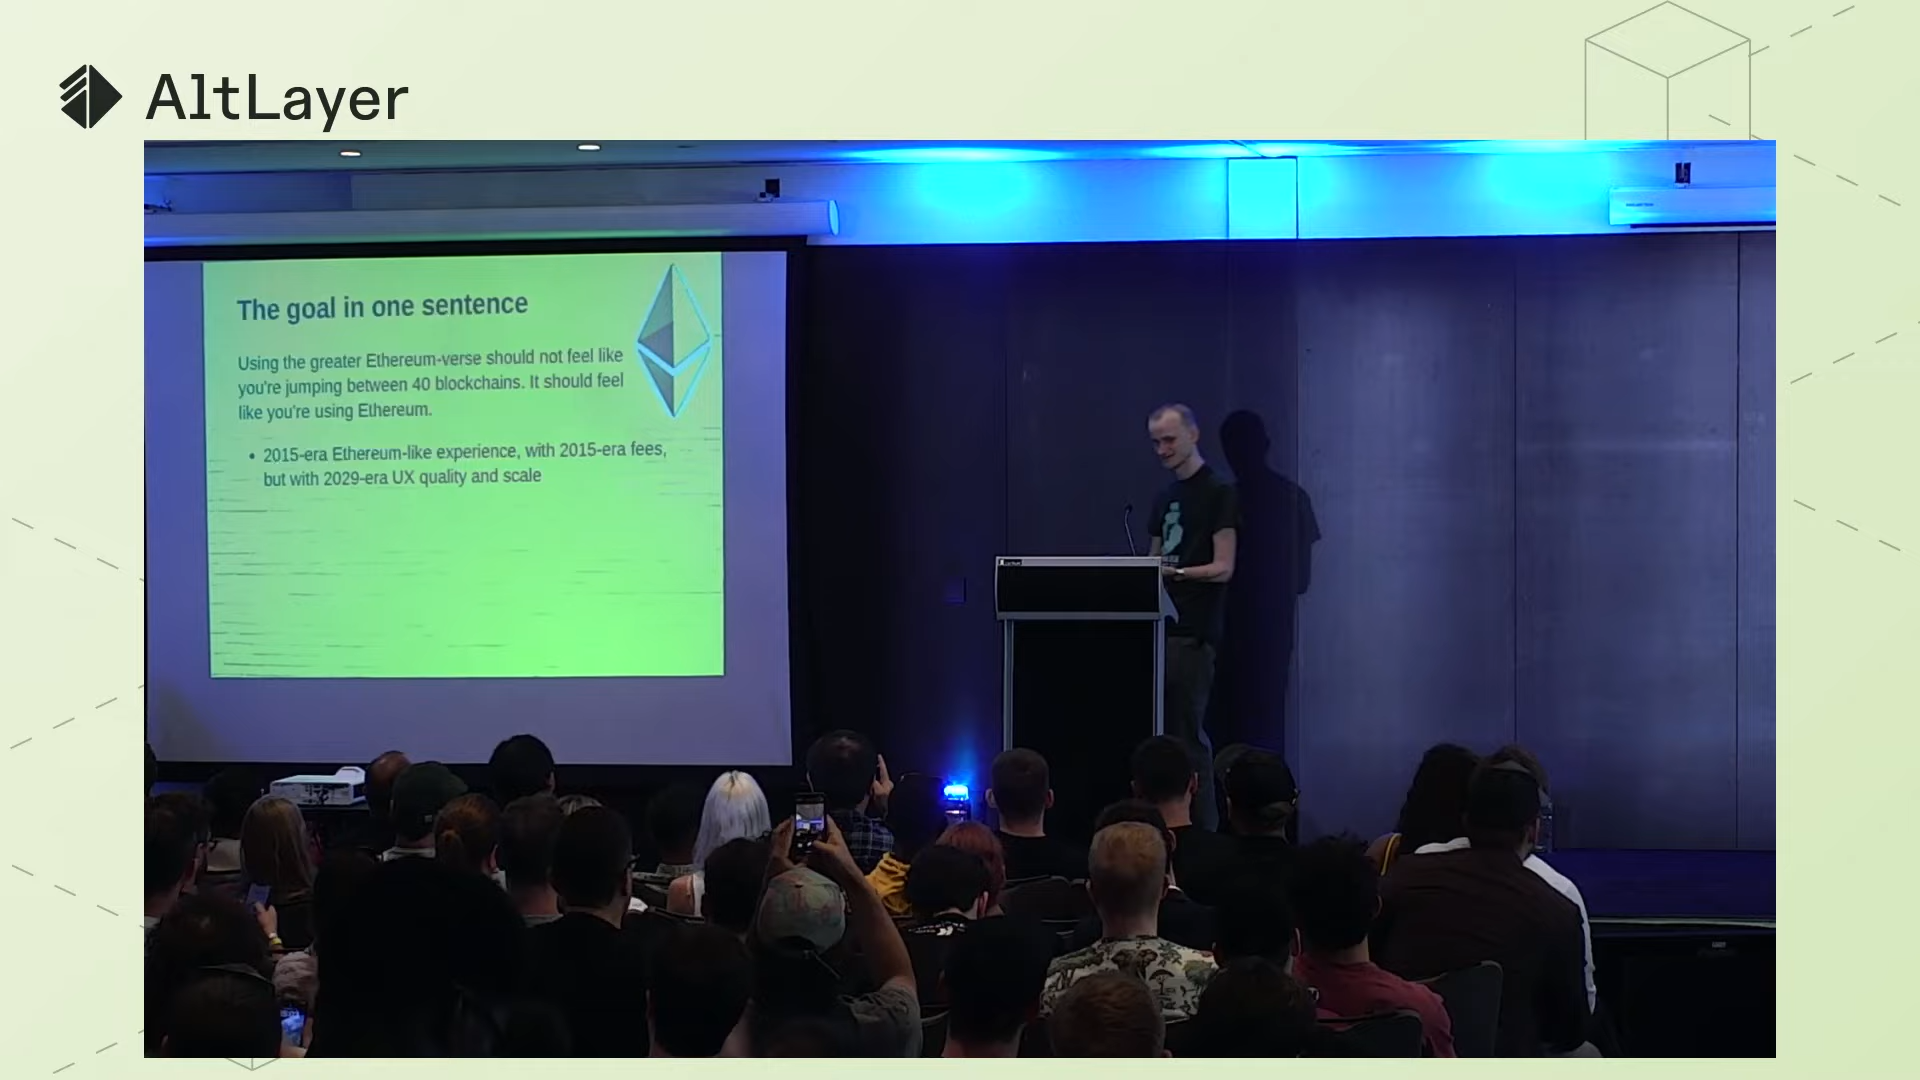 AltLayer
The goal in one sentence
Using the greater Ethereum-verse should not feel like
you're jumping between 40 blockchains. It should feel
like you're using Ethereum.
• 2015-era Ethereum-like experience, with 2015-era fees,
but with 2029-era UX quality and scale